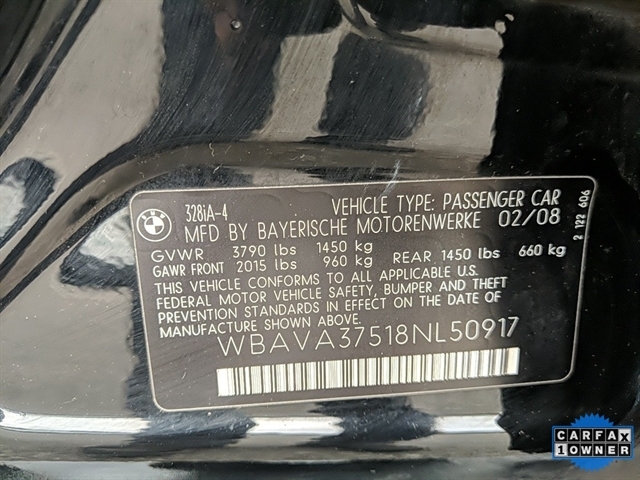 BMW
328iA-4 VEHICLE TYPE: PASSENGER CAR
MFD BY BAYERISCHE MOTORENWERKE 02/08
GVWR 3790 lbs 1450 kg
GAWR FRONT 2015 lbs 960 kg REAR 1450 lbs 660 kg
THIS VEHICLE CONFORMS TO ALL APPLICABLE U.S.
FEDERAL MOTOR VEHICLE SAFETY, BUMPER AND THEFT
PREVENTION STANDARDS IN EFFECT ON THE DATE OF
MANUFACTURE SHOWN ABOVE.
WBAVA37518NL50917
2 122 606
CARFAX
1 OWNER